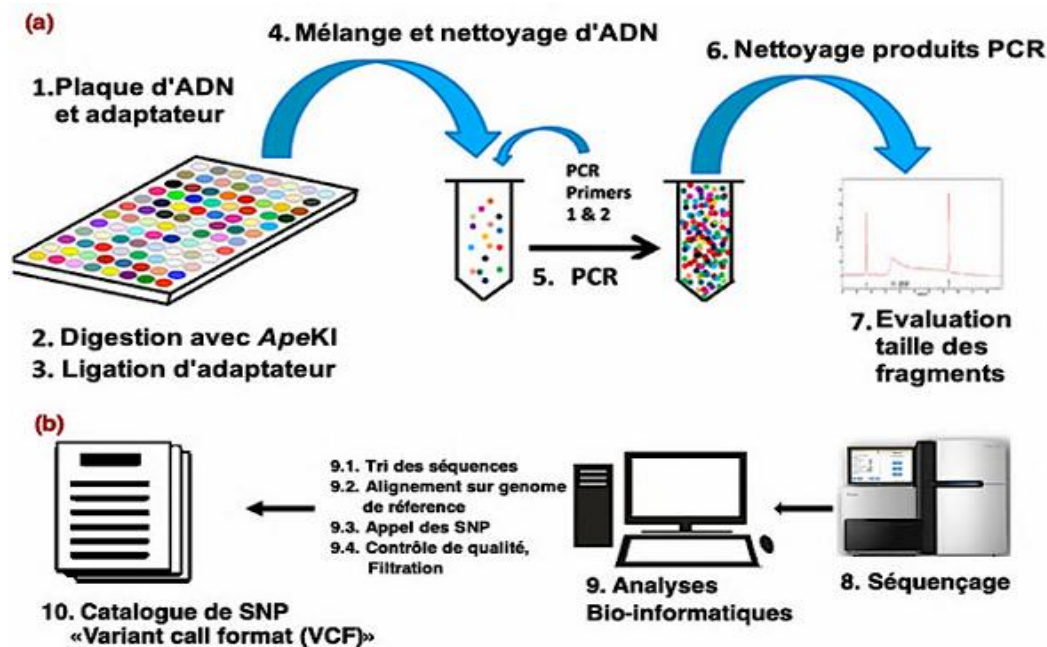 (a)
4. Mélange et nettoyage d'ADN
6. Nettoyage produits PCR
1.Plaque d'ADN
et adaptateur
PCR
Primers
1 & 2
5. PCR
2. Digestion avec ApeKI
3. Ligation d'adaptateur
7. Evaluation
taille des
fragments
(b)
9.1. Tri des séquences
9.2. Alignement sur genome
de réference
9.3. Appel des SNP
9.4. Contrôle de qualité,
Filtration
10. Catalogue de SNP
«Variant call format (VCF)»
9. Analyses
Bio-informatiques
8. Séquençage